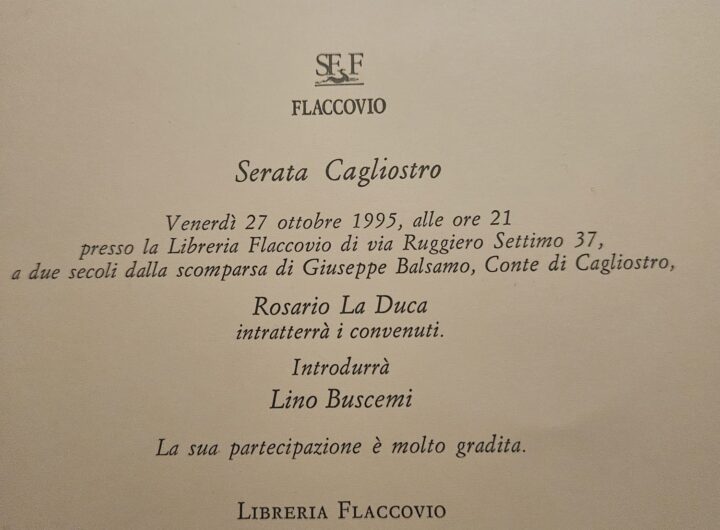 SF F
FLACCOVIO
Serata Cagliostro
Venerdì 27 ottobre 1995, alle ore 21
presso la Libreria Flaccovio di via Ruggiero Settimo 37,
a due secoli dalla scomparsa di Giuseppe Balsamo, Conte di Cagliostro,
Rosario La Duca
intratterrà i convenuti.
Introdurrà
Lino Buscemi
La sua partecipazione è molto gradita.
LIBRERIA FLACCOVIO